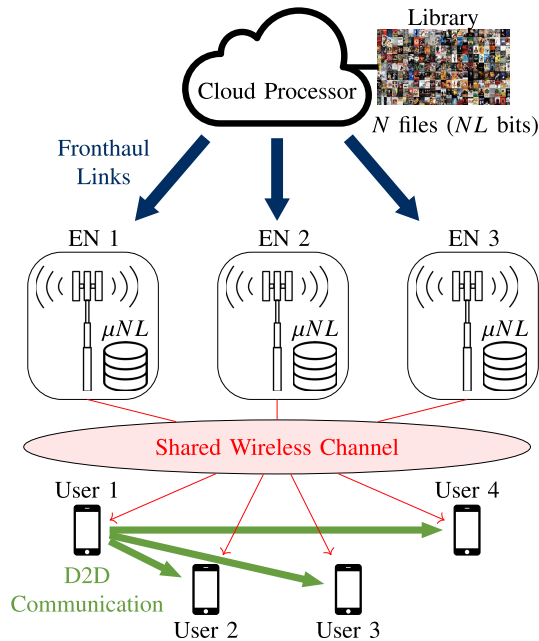 Library
Cloud Processor
N files (NL bits)
Fronthaul
Links
EN 1
EN 2
EN 3
μNL
μNL
μNL
Shared Wireless Channel
User 1
User 4
D2D
Communication
User 2
User 3